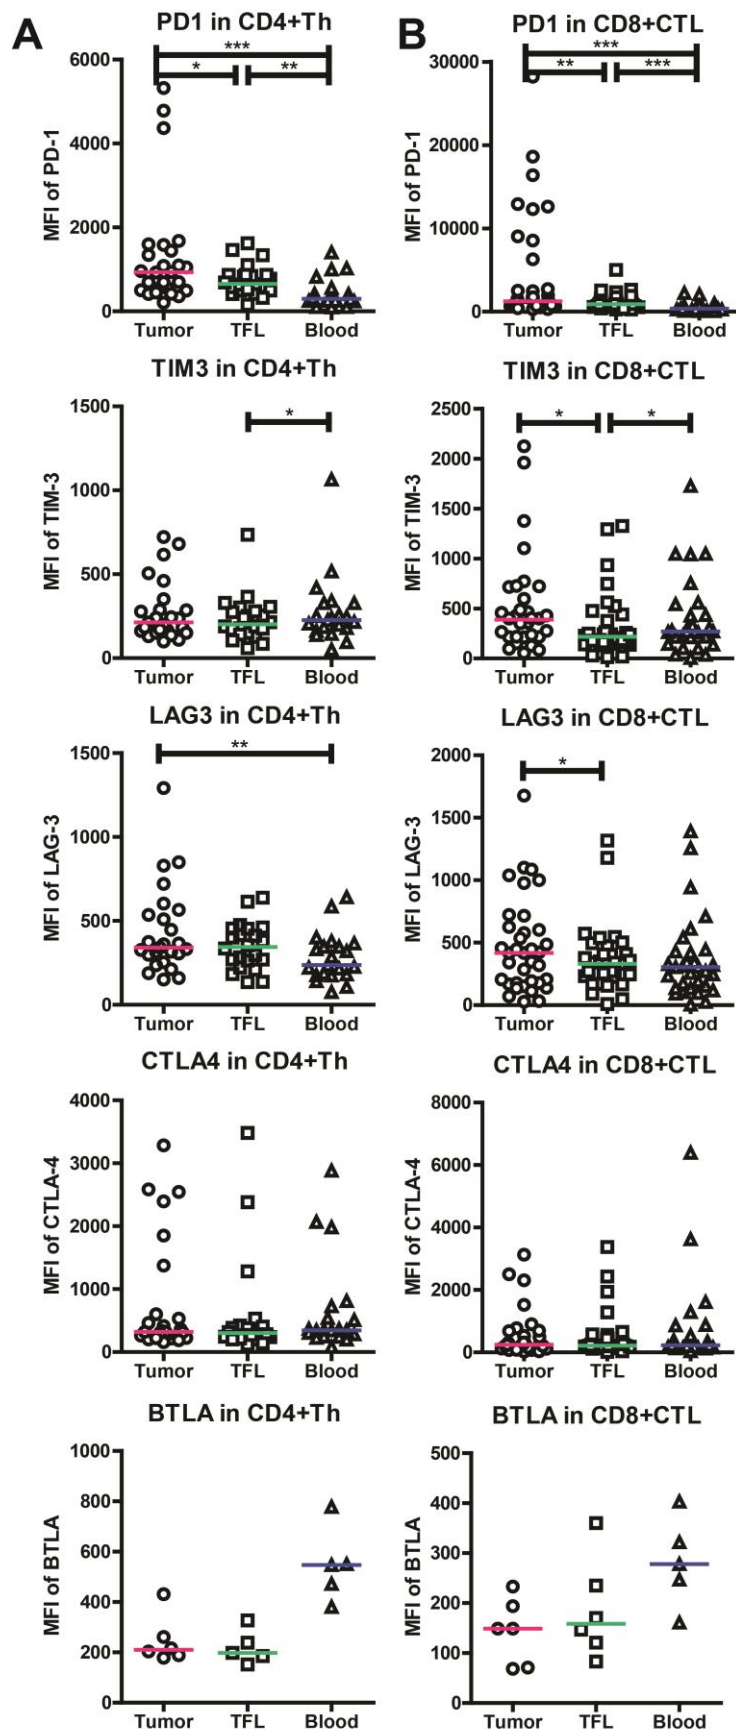 A
PD1 in CD4+Th
***
* **
MFI of PD-1
6000
4000
2000
0
Tumor TFL Blood
B
PD1 in CD8+CTL
***
** ***
MFI of PD-1
30000
20000
10000
0
Tumor TFL Blood
TIM3 in CD4+Th
*
MFI of TIM-3
1500
1000
500
0
Tumor TFL Blood
TIM3 in CD8+CTL
* *
MFI of TIM-3
2500
2000
1500
1000
500
0
Tumor TFL Blood
LAG3 in CD4+Th
**
MFI of LAG-3
1500
1000
500
0
Tumor TFL Blood
LAG3 in CD8+CTL
*
MFI of LAG-3
2000
1500
1000
500
0
Tumor TFL Blood
CTLA4 in CD4+Th
MFI of CTLA-4
4000
3000
2000
1000
0
Tumor TFL Blood
CTLA4 in CD8+CTL
MFI of CTLA-4
8000
6000
4000
2000
0
Tumor TFL Blood
BTLA in CD4+Th
MFI of BTLA
1000
800
600
400
200
0
Tumor TFL Blood
BTLA in CD8+CTL
MFI of BTLA
500
400
300
200
100
0
Tumor TFL Blood